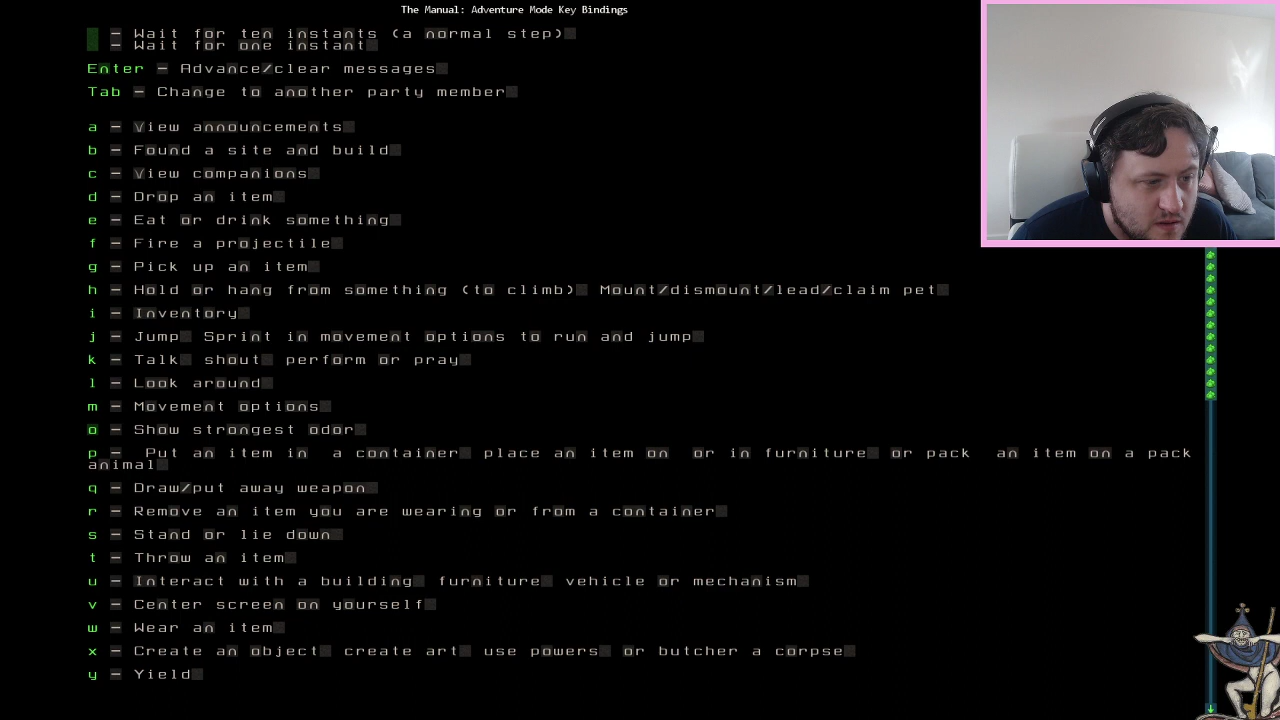 The Manual: Adventure Mode Key Bindings
- Wait for ten instants (a normal step)
- Wait for one instant
Enter - Advance/clear messages
Tab - Change to another party member
a - View announcements
b - Found a site and build
c - View companions
d - Drop an item
e - Eat or drink something
f - Fire a projectile
g - Pick up an item
h - Hold or hang from something (to climb) Mount/dismount/lead/claim pet
i - Inventory
j - Jump Sprint in movement options to run and jump
k - Talk shout perform or pray
l - Look around
m - Movement options
o - Show strongest odor
p - Put an item in a container place an item on or in furniture or pack an item on a pack
animal
q - Draw/put away weapon
r - Remove an item you are wearing or from a container
s - Stand or lie down
t - Throw an item
u - Interact with a building furniture vehicle or mechanism
v - Center screen on yourself
w - Wear an item
x - Create an object create art use powers or butcher a corpse
y - Yield